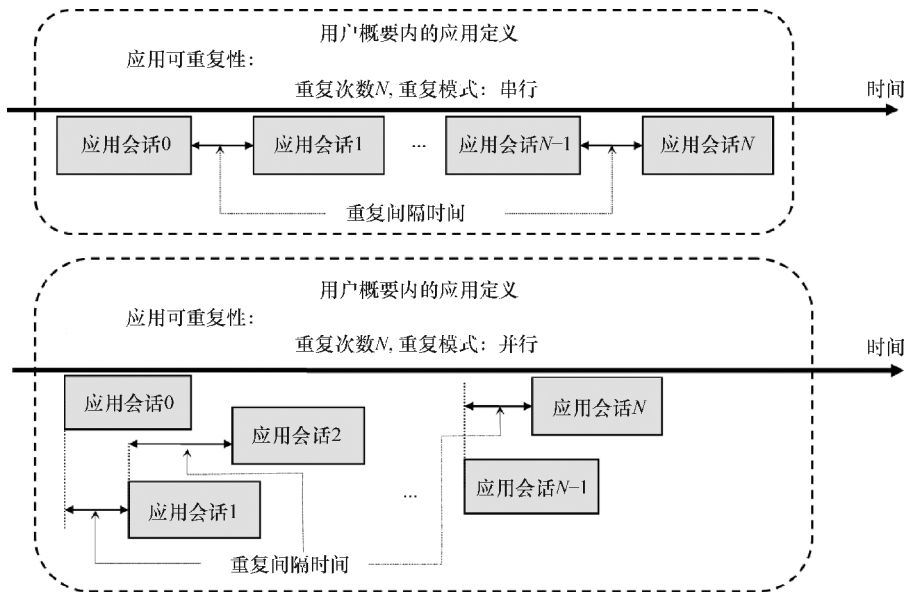 用户概要内的应用定义
应用可重复性：
重复次数N, 重复模式：串行
时间
应用会话0
应用会话1
...
应用会话N−1
应用会话N
重复间隔时间
用户概要内的应用定义
应用可重复性：
重复次数N, 重复模式：并行
时间
应用会话0
应用会话N
应用会话2
应用会话N−1
...
应用会话1
重复间隔时间